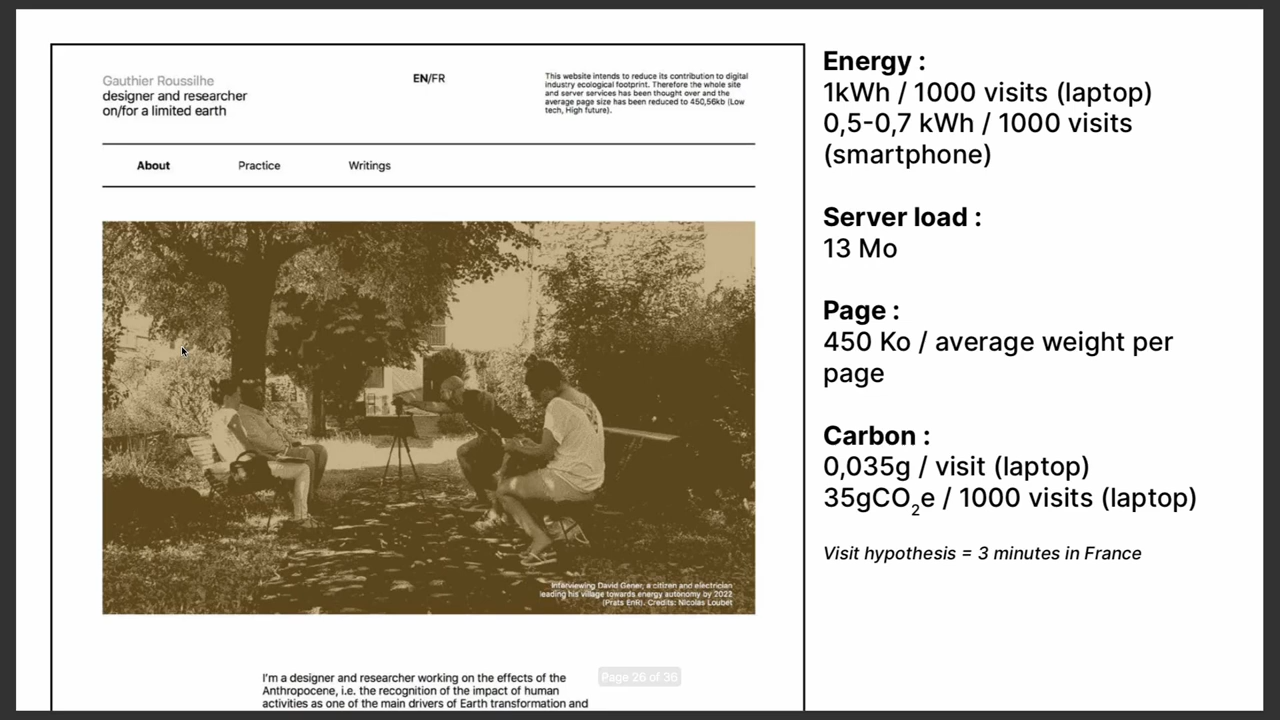 Gauthier Roussilhe
designer and researcher
on/for a limited earth
EN/FR
This website intends to reduce its contribution to digital
industry ecological footprint. Therefore the whole site
and server services has been thought over and the
average page size has been reduced to 450,56kb (Low
tech, High future).
About
Practice
Writings
Interviewing David Gener, a citizen and electrician
leading his village towards energy autonomy by 2022
(Prats EnR). Credits: Nicolas Loubet
I'm a designer and researcher working on the effects of the
Anthropocene, i.e. the recognition of the impact of human
activities as one of the main drivers of Earth transformation and
Page 26 of 36
Energy :
1kWh / 1000 visits (laptop)
0,5-0,7 kWh / 1000 visits
(smartphone)
Server load :
13 Mo
Page :
450 Ko / average weight per
page
Carbon :
0,035g / visit (laptop)
35gCO₂e / 1000 visits (laptop)
Visit hypothesis = 3 minutes in France